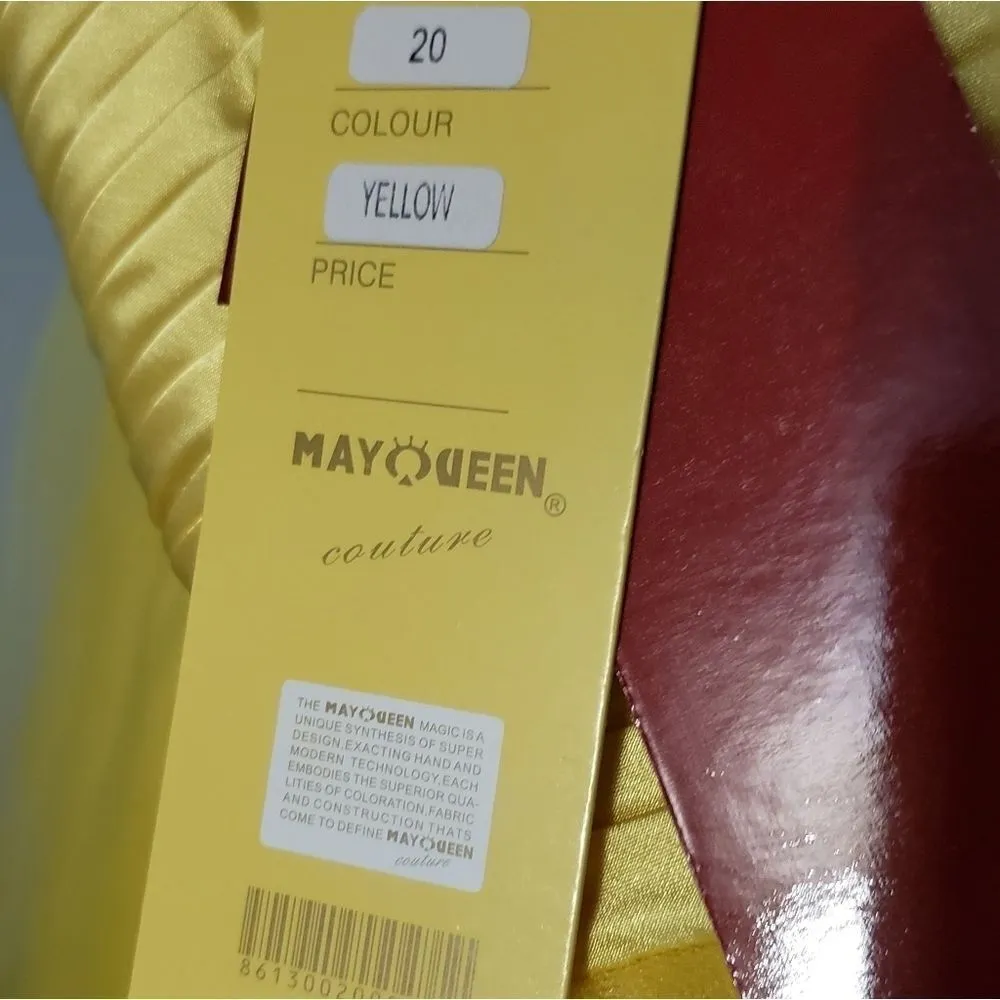 20
COLOUR
YELLOW
PRICE
MAYQUEEN ®
couture
THE MAYQUEEN MAGIC IS A
UNIQUE SYNTHESIS OF SUPER
DESIGN.EXACTING HAND AND
MODERN TECHNOLOGY.EACH
EMBODIES THE SUPERIOR QUA-
LITIES OF COLORATION,FABRIC
AND CONSTRUCTION THATS
COME TO DEFINE MAYQUEEN
couture